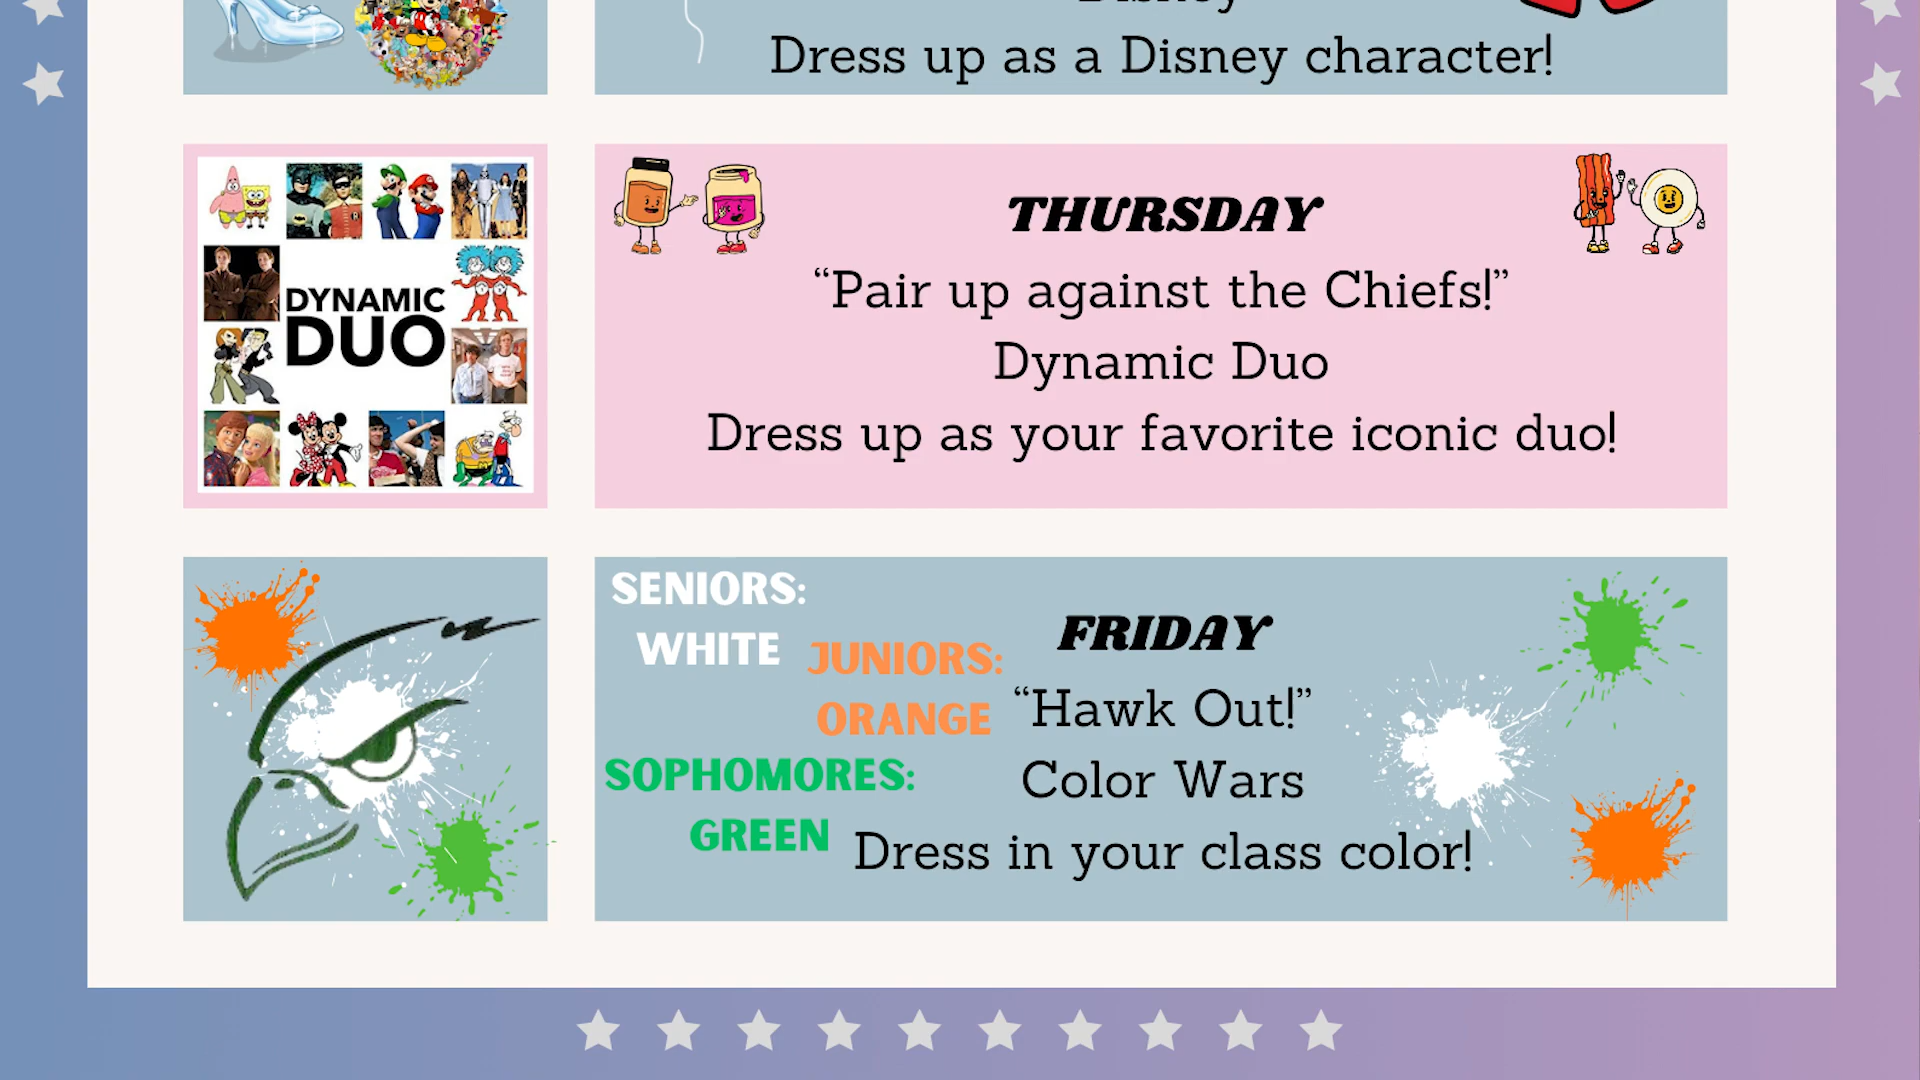 Disney
Dress up as a Disney character!
DYNAMIC
DUO
THURSDAY
“Pair up against the Chiefs!”
Dynamic Duo
Dress up as your favorite iconic duo!
SENIORS:
WHITE
JUNIORS:
ORANGE
SOPHOMORES:
GREEN
FRIDAY
“Hawk Out!”
Color Wars
Dress in your class color!